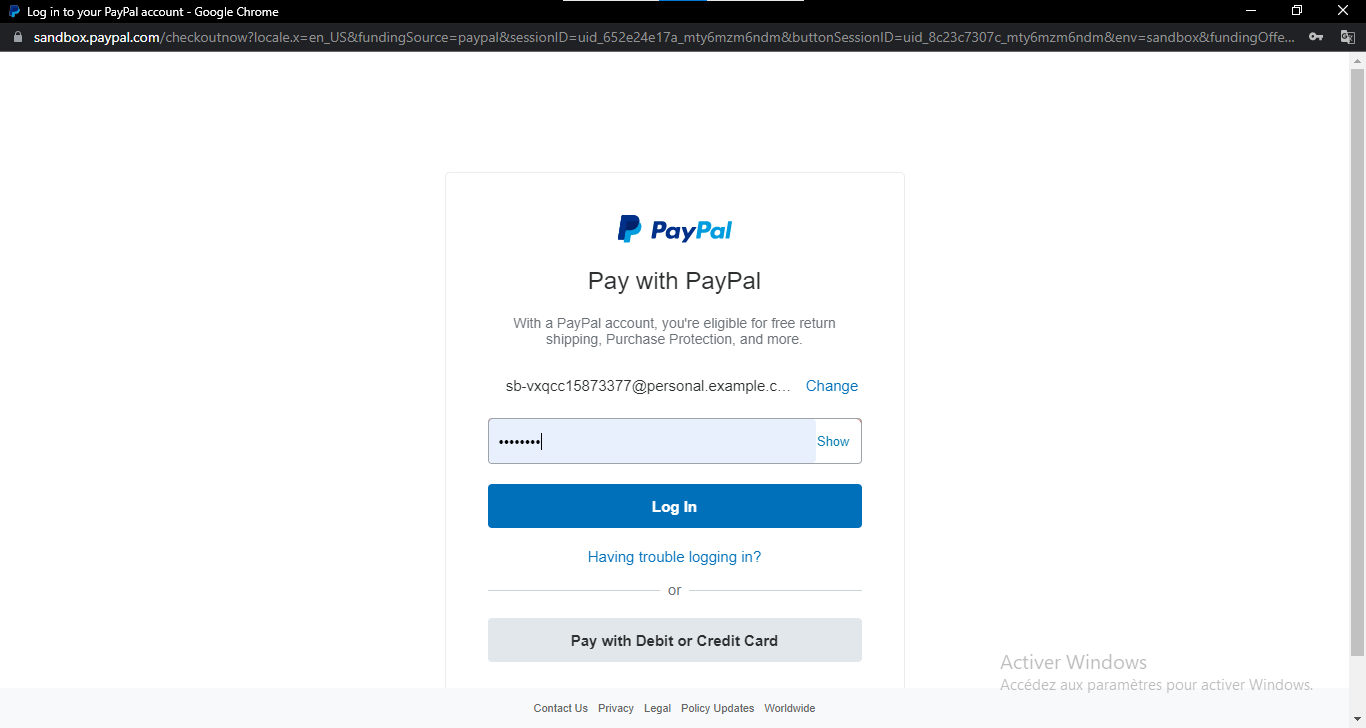 Log in to your PayPal account - Google Chrome
sandbox.paypal.com/checkoutnow?locale.x=en_US&fundingSource=paypal&sessionID=uid_652e24e17a_mty6mzm6ndm&buttonSessionID=uid_8c23c7307c_mty6mzm6ndm&env=sandbox&fundingOffe...
PayPal
Pay with PayPal
With a PayPal account, you're eligible for free return
shipping, Purchase Protection, and more.
sb-vxqcc15873377@personal.example.c... Change
•••••••• Show
Log In
Having trouble logging in?
or
Pay with Debit or Credit Card
Activer Windows
Accédez aux paramètres pour activer Windows.
Contact Us Privacy Legal Policy Updates Worldwide